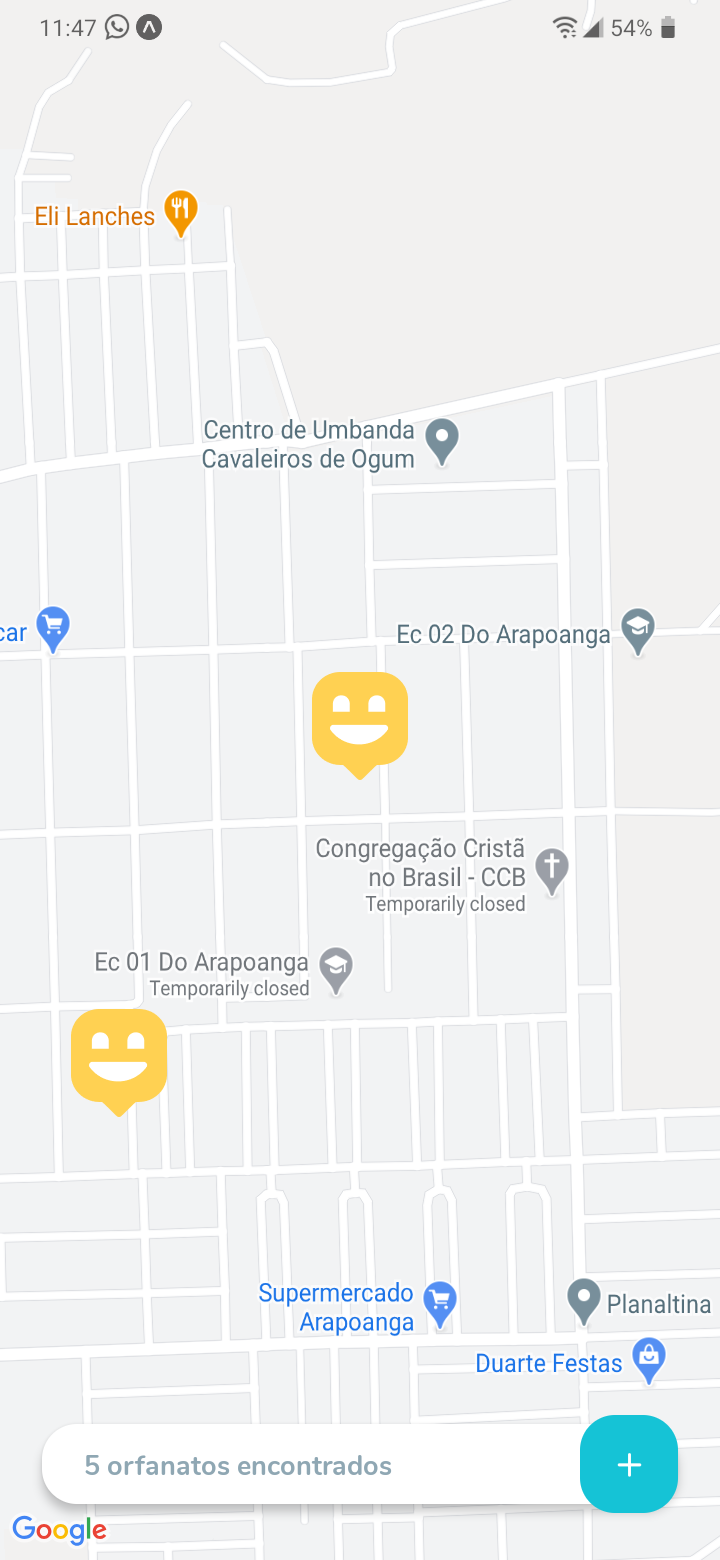 11:47
54%
Eli Lanches
Centro de Umbanda
Cavaleiros de Ogum
car
Ec 02 Do Arapoanga
Congregação Cristã
no Brasil - CCB
Temporarily closed
Ec 01 Do Arapoanga
Temporarily closed
Supermercado
Arapoanga
Planaltina
Duarte Festas
5 orfanatos encontrados
+
Google